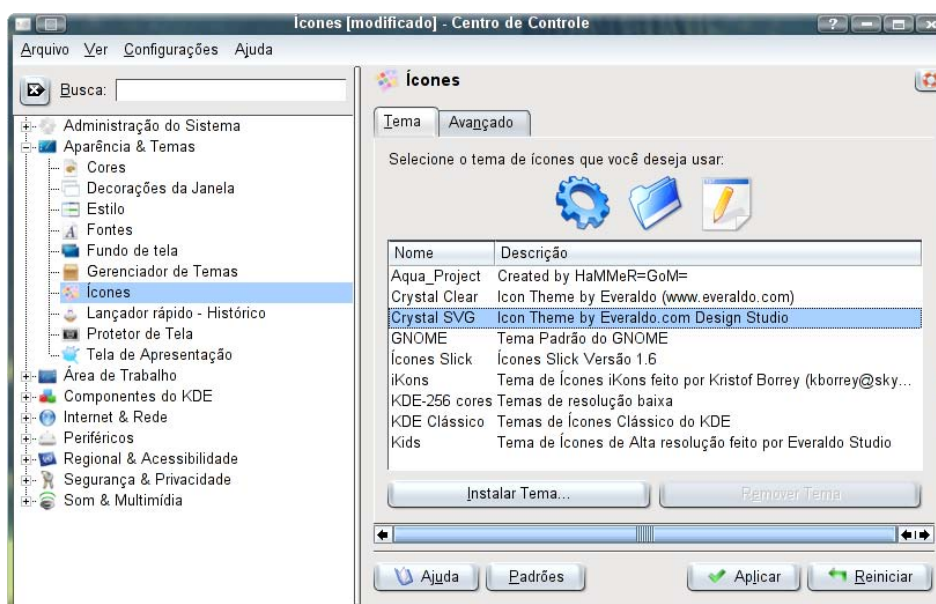 Ícones [modificado] - Centro de Controle
?
Arquivo Ver Configurações Ajuda
Busca:
Administração do Sistema
Aparência & Temas
Cores
Decorações da Janela
Estilo
Fontes
Fundo de tela
Gerenciador de Temas
Ícones
Lançador rápido - Histórico
Protetor de Tela
Tela de Apresentação
Área de Trabalho
Componentes do KDE
Internet & Rede
Periféricos
Regional & Acessibilidade
Segurança & Privacidade
Som & Multimídia
Ícones
Tema Avançado
Selecione o tema de ícones que você deseja usar:
Nome Descrição
Aqua_Project Created by HaMMeR=GoM=
Crystal Clear Icon Theme by Everaldo (www.everaldo.com)
Crystal SVG Icon Theme by Everaldo.com Design Studio
GNOME Tema Padrão do GNOME
Ícones Slick Ícones Slick Versão 1.6
iKons Tema de Ícones iKons feito por Kristof Borrey (kborrey@sky...
KDE-256 cores Temas de resolução baixa
KDE Clássico Temas de Ícones Clássico do KDE
Kids Tema de Ícones de Alta resolução feito por Everaldo Studio
Instalar Tema... Remover Tema
Ajuda Padrões Aplicar Reiniciar